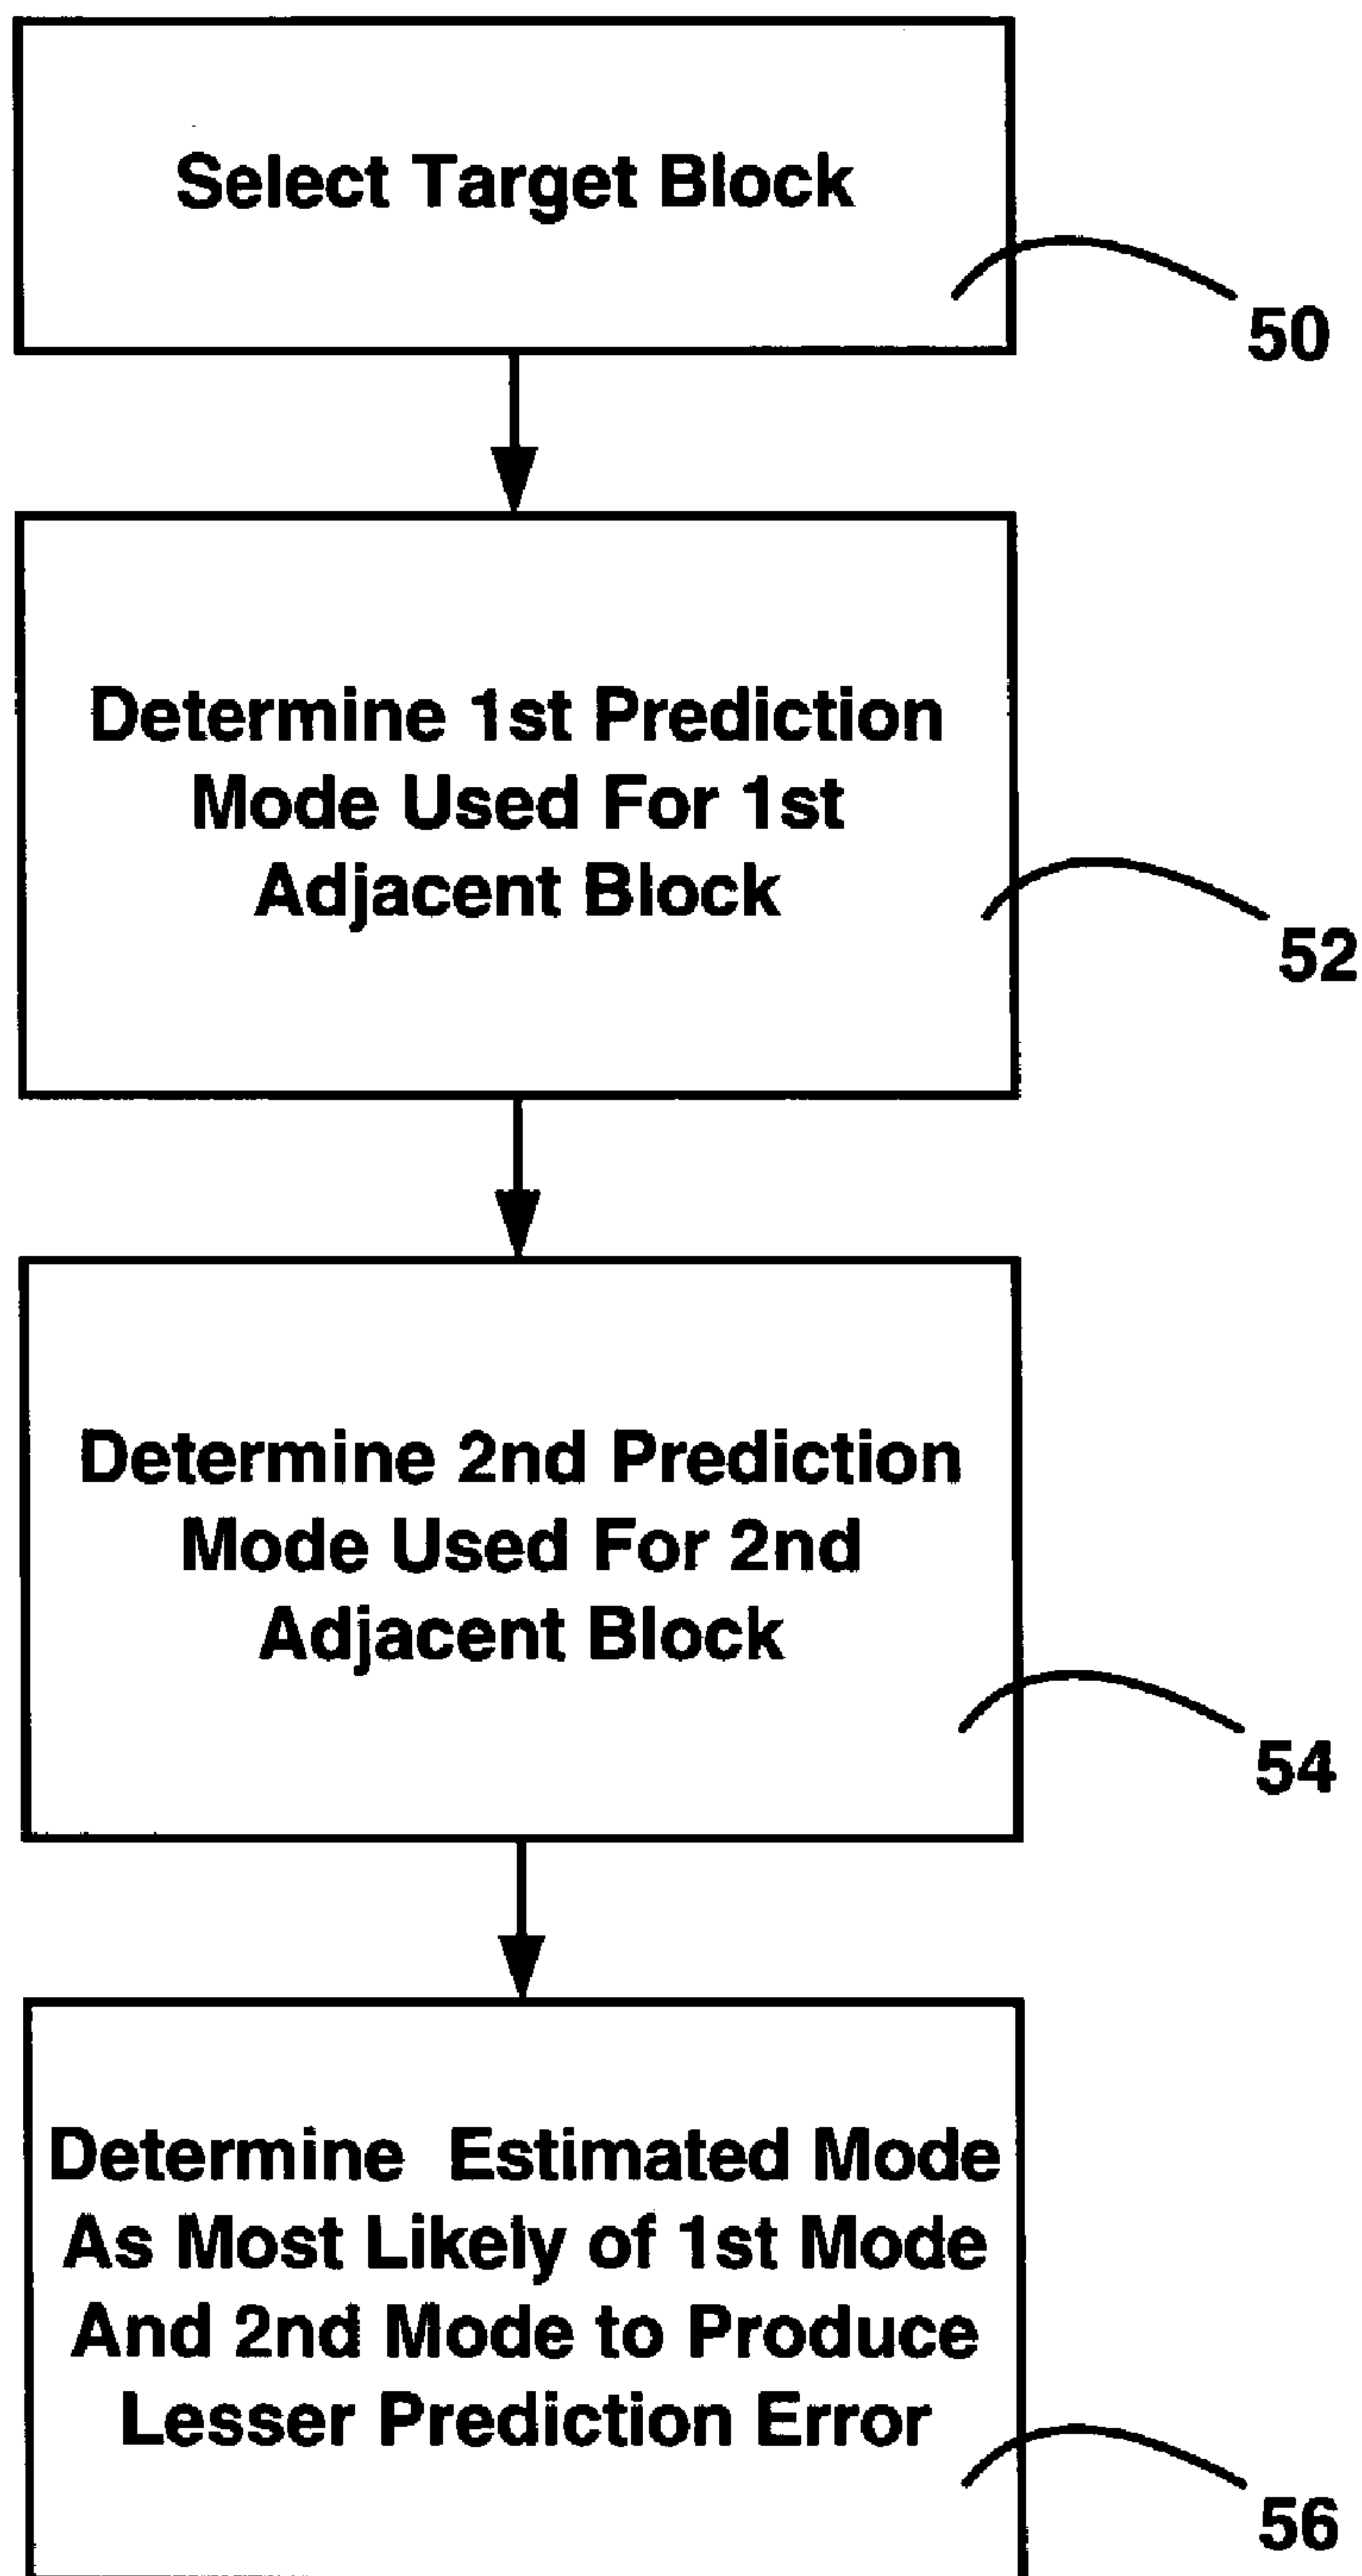 Select Target Block
50
Determine 1st Prediction
Mode Used For 1st
Adjacent Block
52
Determine 2nd Prediction
Mode Used For 2nd
Adjacent Block
54
Determine Estimated Mode
As Most Likely of 1st Mode
And 2nd Mode to Produce
Lesser Prediction Error
56